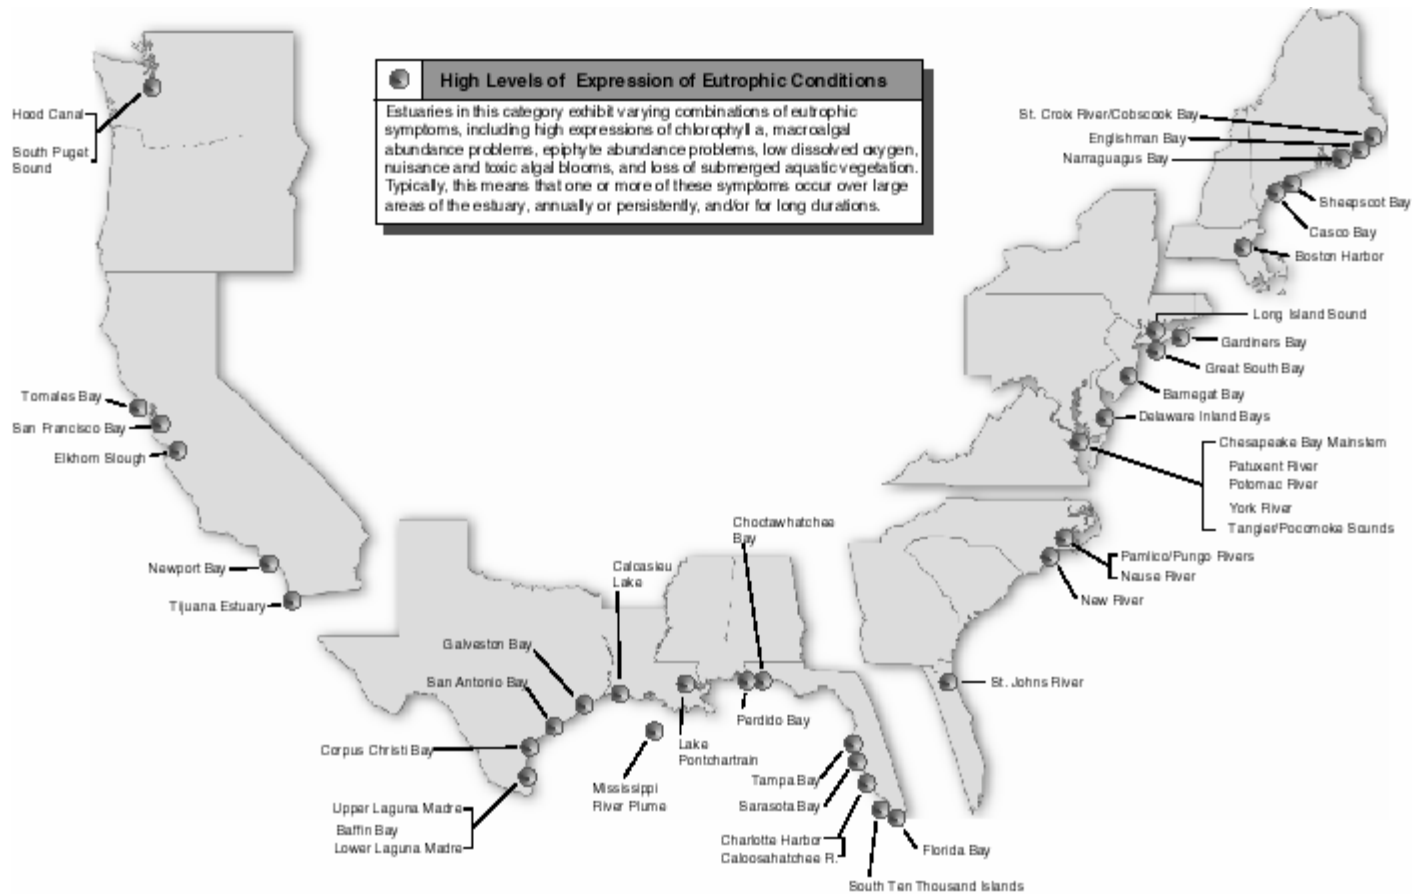 High Levels of Expression of Eutrophic Conditions
Estuaries in this category exhibit varying combinations of eutrophic
symptoms, including high expressions of chlorophyll a, macroalgal
abundance problems, epiphyte abundance problems, low dissolved oxygen,
nuisance and toxic algal blooms, and loss of submerged aquatic vegetation.
Typically, this means that one or more of these symptoms occur over large
areas of the estuary, annually or persistently, and/or for long durations.
Hood Canal
South Puget
Sound
Tomales Bay
San Francisco Bay
Elkhorn Slough
Newport Bay
Tijuana Estuary
Galveston Bay
San Antonio Bay
Corpus Christi Bay
Upper Laguna Madre
Baffin Bay
Lower Laguna Madre
Calcasieu
Lake
Mississippi
River Plume
Lake
Pontchartrain
Choctawhatchee
Bay
Perdido Bay
Tampa Bay
Sarasota Bay
Charlotte Harbor
Caloosahatchee R.
South Ten Thousand Islands
Florida Bay
St. Croix River/Cobscook Bay
Englishman Bay
Narraguagus Bay
Sheepscot Bay
Casco Bay
Boston Harbor
Long Island Sound
Gardiners Bay
Great South Bay
Barnegat Bay
Delaware Inland Bays
Chesapeake Bay Mainstem
Patuxent River
Potomac River
York River
Tangier/Pocomoke Sounds
Pamlico/Pungo Rivers
Neuse River
New River
St. Johns River